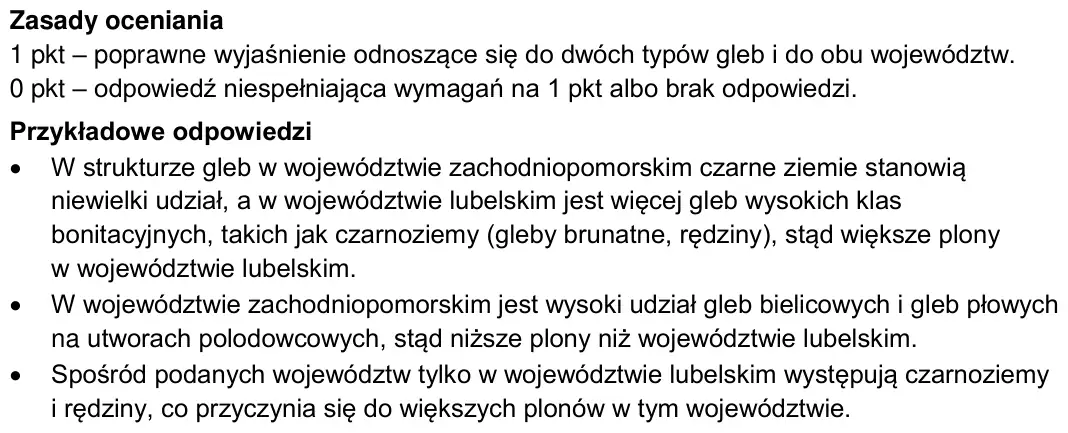 Zasady oceniania
1 pkt – poprawne wyjaśnienie odnoszące się do dwóch typów gleb i do obu województw.
0 pkt – odpowiedź niespełniająca wymagań na 1 pkt albo brak odpowiedzi.
Przykładowe odpowiedzi
• W strukturze gleb w województwie zachodniopomorskim czarne ziemie stanowią
niewielki udział, a w województwie lubelskim jest więcej gleb wysokich klas
bonitacyjnych, takich jak czarnoziemy (gleby brunatne, rędziny), stąd większe plony
w województwie lubelskim.
• W województwie zachodniopomorskim jest wysoki udział gleb bielicowych i gleb płowych
na utworach polodowcowych, stąd niższe plony niż województwie lubelskim.
• Spośród podanych województw tylko w województwie lubelskim występują czarnoziemy
i rędziny, co przyczynia się do większych plonów w tym województwie.